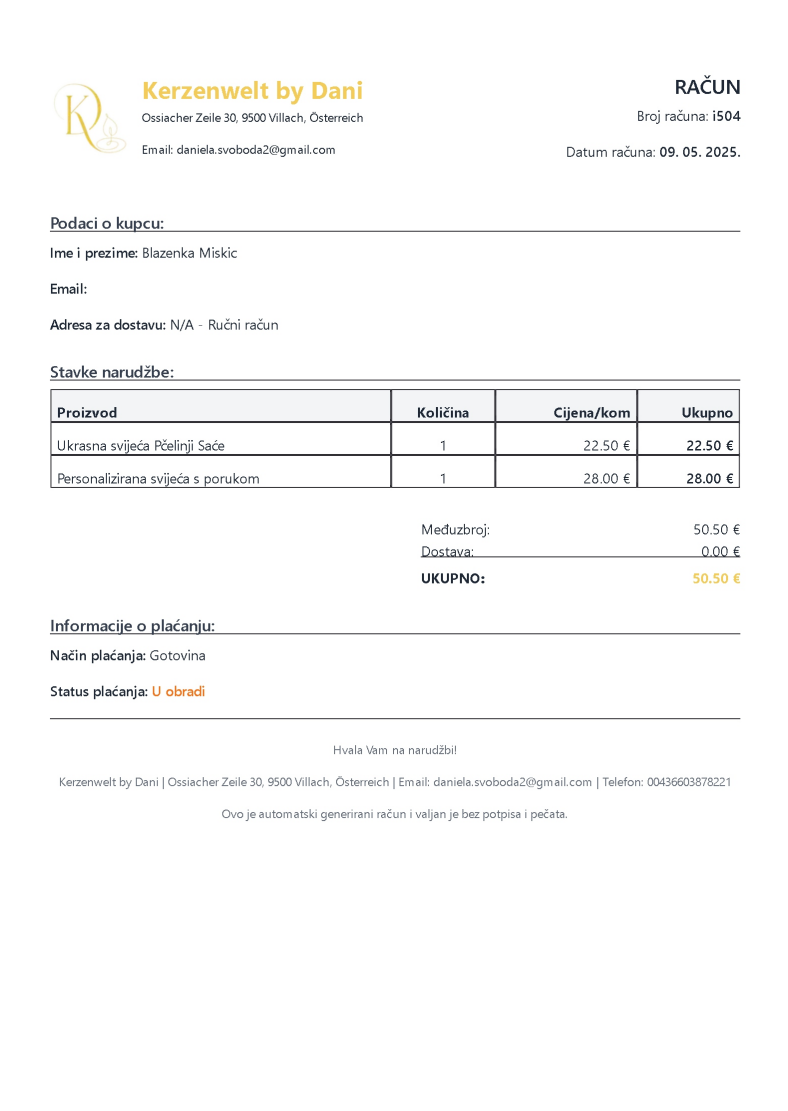 Kerzenwelt by Dani
Ossiacher Zeile 30, 9500 Villach, Österreich
Email: daniela.svoboda2@gmail.com
RAČUN
Broj računa: i504
Datum računa: 09. 05. 2025.
Podaci o kupcu:
Ime i prezime: Blazenka Miskic
Email:
Adresa za dostavu: N/A - Ručni račun
Stavke narudžbe:
Proizvod Količina Cijena/kom Ukupno
Ukrasna svijeća Pčelinji Saće 1 22.50 € 22.50 €
Personalizirana svijeća s porukom 1 28.00 € 28.00 €
Međuzbroj: 50.50 €
Dostava: 0.00 €
UKUPNO: 50.50 €
Informacije o plaćanju:
Način plaćanja: Gotovina
Status plaćanja: U obradi
Hvala Vam na narudžbi!
Kerzenwelt by Dani | Ossiacher Zeile 30, 9500 Villach, Österreich | Email: daniela.svoboda2@gmail.com | Telefon: 00436603878221
Ovo je automatski generirani račun i valjan je bez potpisa i pečata.